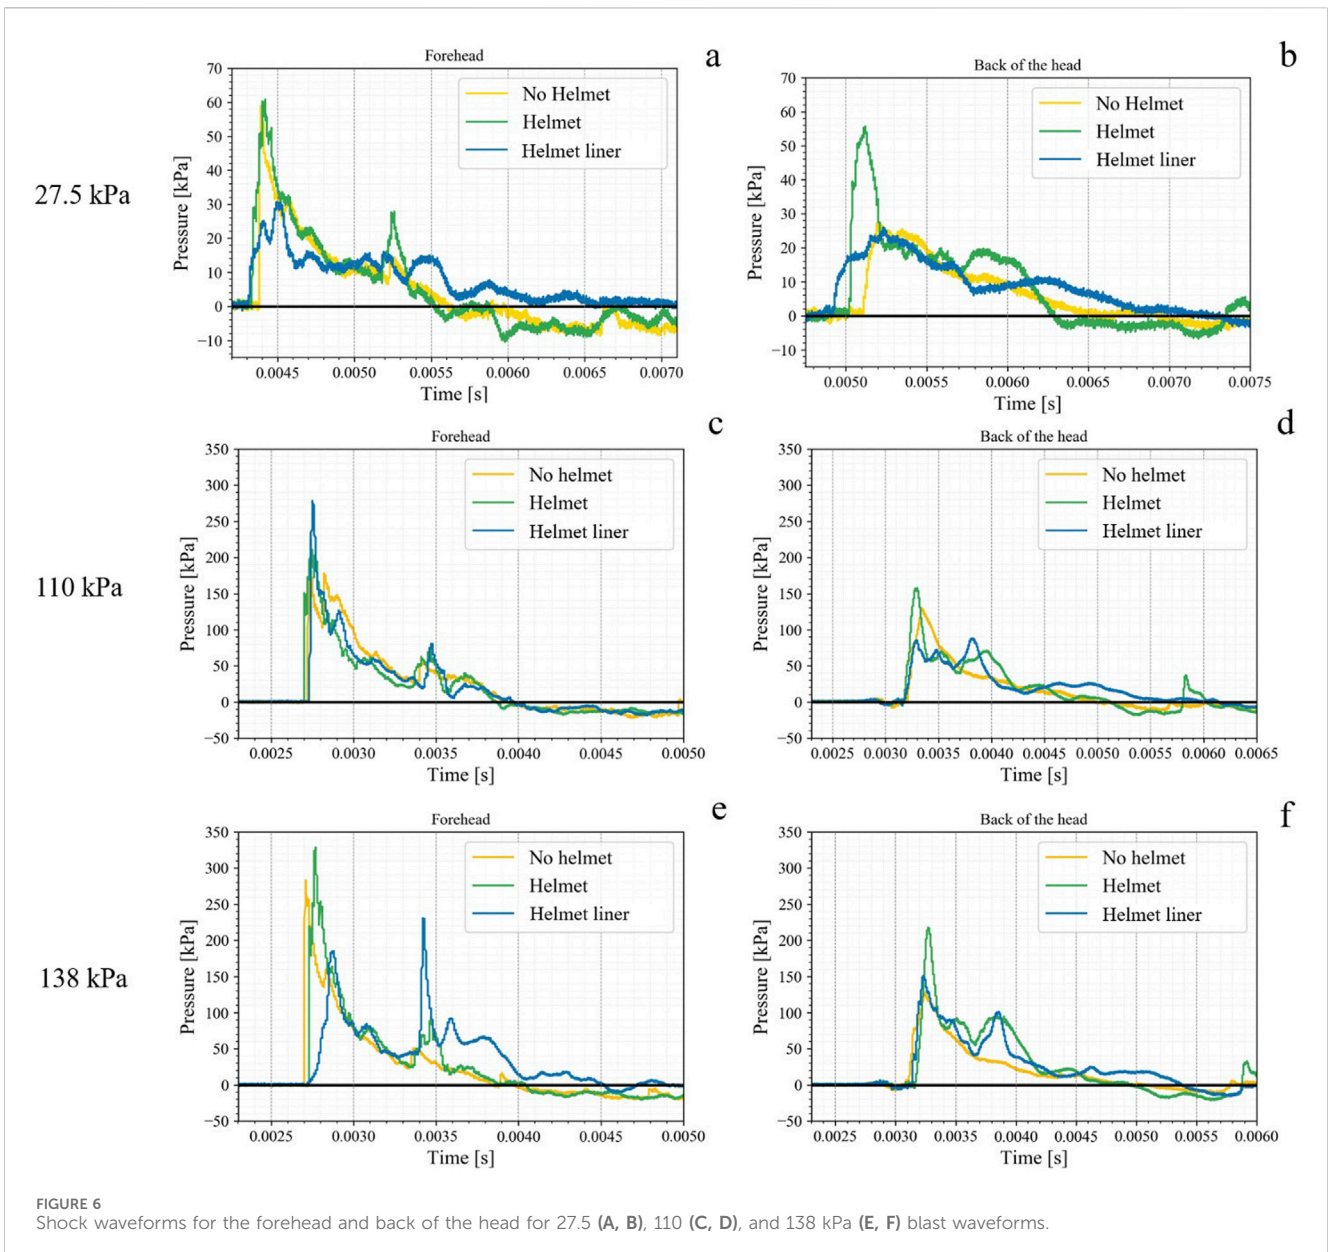 Forehead
a
Back of the head
b
27.5 kPa
Pressure [kPa]
70
60
50
40
30
20
10
0
−10
No Helmet
Helmet
Helmet liner
0.0045 0.0050 0.0055 0.0060 0.0065 0.0070
Time [s]
Pressure [kPa]
70
60
50
40
30
20
10
0
−10
No Helmet
Helmet
Helmet liner
0.0050 0.0055 0.0060 0.0065 0.0070 0.0075
Time [s]
Forehead
c
Back of the head
d
110 kPa
Pressure [kPa]
350
300
250
200
150
100
50
0
−50
No helmet
Helmet
Helmet liner
0.0025 0.0030 0.0035 0.0040 0.0045 0.0050
Time [s]
Pressure [kPa]
350
300
250
200
150
100
50
0
−50
No helmet
Helmet
Helmet liner
0.0025 0.0030 0.0035 0.0040 0.0045 0.0050 0.0055 0.0060 0.0065
Time [s]
Forehead
e
Back of the head
f
138 kPa
Pressure [kPa]
350
300
250
200
150
100
50
0
−50
No helmet
Helmet
Helmet liner
0.0025 0.0030 0.0035 0.0040 0.0045 0.0050
Time [s]
Pressure [kPa]
350
300
250
200
150
100
50
0
−50
No helmet
Helmet
Helmet liner
0.0025 0.0030 0.0035 0.0040 0.0045 0.0050 0.0055 0.0060
Time [s]
FIGURE 6
Shock waveforms for the forehead and back of the head for 27.5 (A, B), 110 (C, D), and 138 kPa (E, F) blast waveforms.